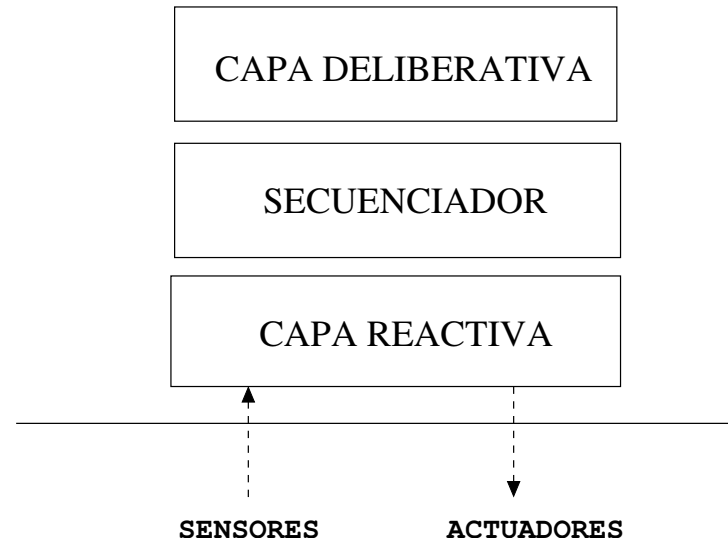 CAPA DELIBERATIVA
SECUENCIADOR
CAPA REACTIVA
SENSORES ACTUADORES